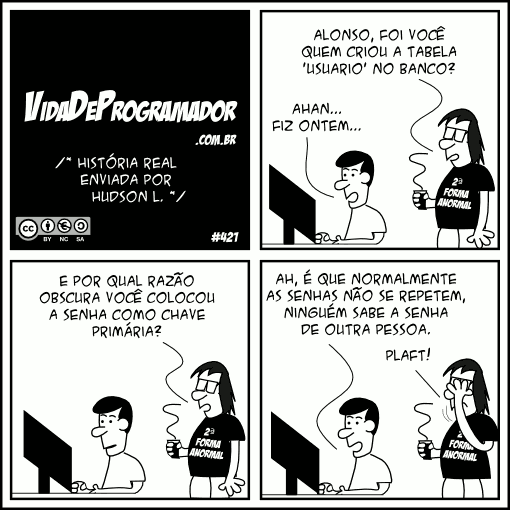 VIDADEPROGRAMADOR
.COM.BR
/* HISTÓRIA REAL
ENVIADA POR
HUDSON L. */
cc
BY NC SA
#421
ALONSO, FOI VOCÊ
QUEM CRIOU A TABELA
'USUARIO' NO BANCO?
AHAN...
FIZ ONTEM...
2ª
FORMA
ANORMAL
E POR QUAL RAZÃO
OBSCURA VOCÊ COLOCOU
A SENHA COMO CHAVE
PRIMÁRIA?
2ª
FORMA
ANORMAL
AH, É QUE NORMALMENTE
AS SENHAS NÃO SE REPETEM,
NINGUÉM SABE A SENHA
DE OUTRA PESSOA.
PLAFT!
FORMA
ANORMAL